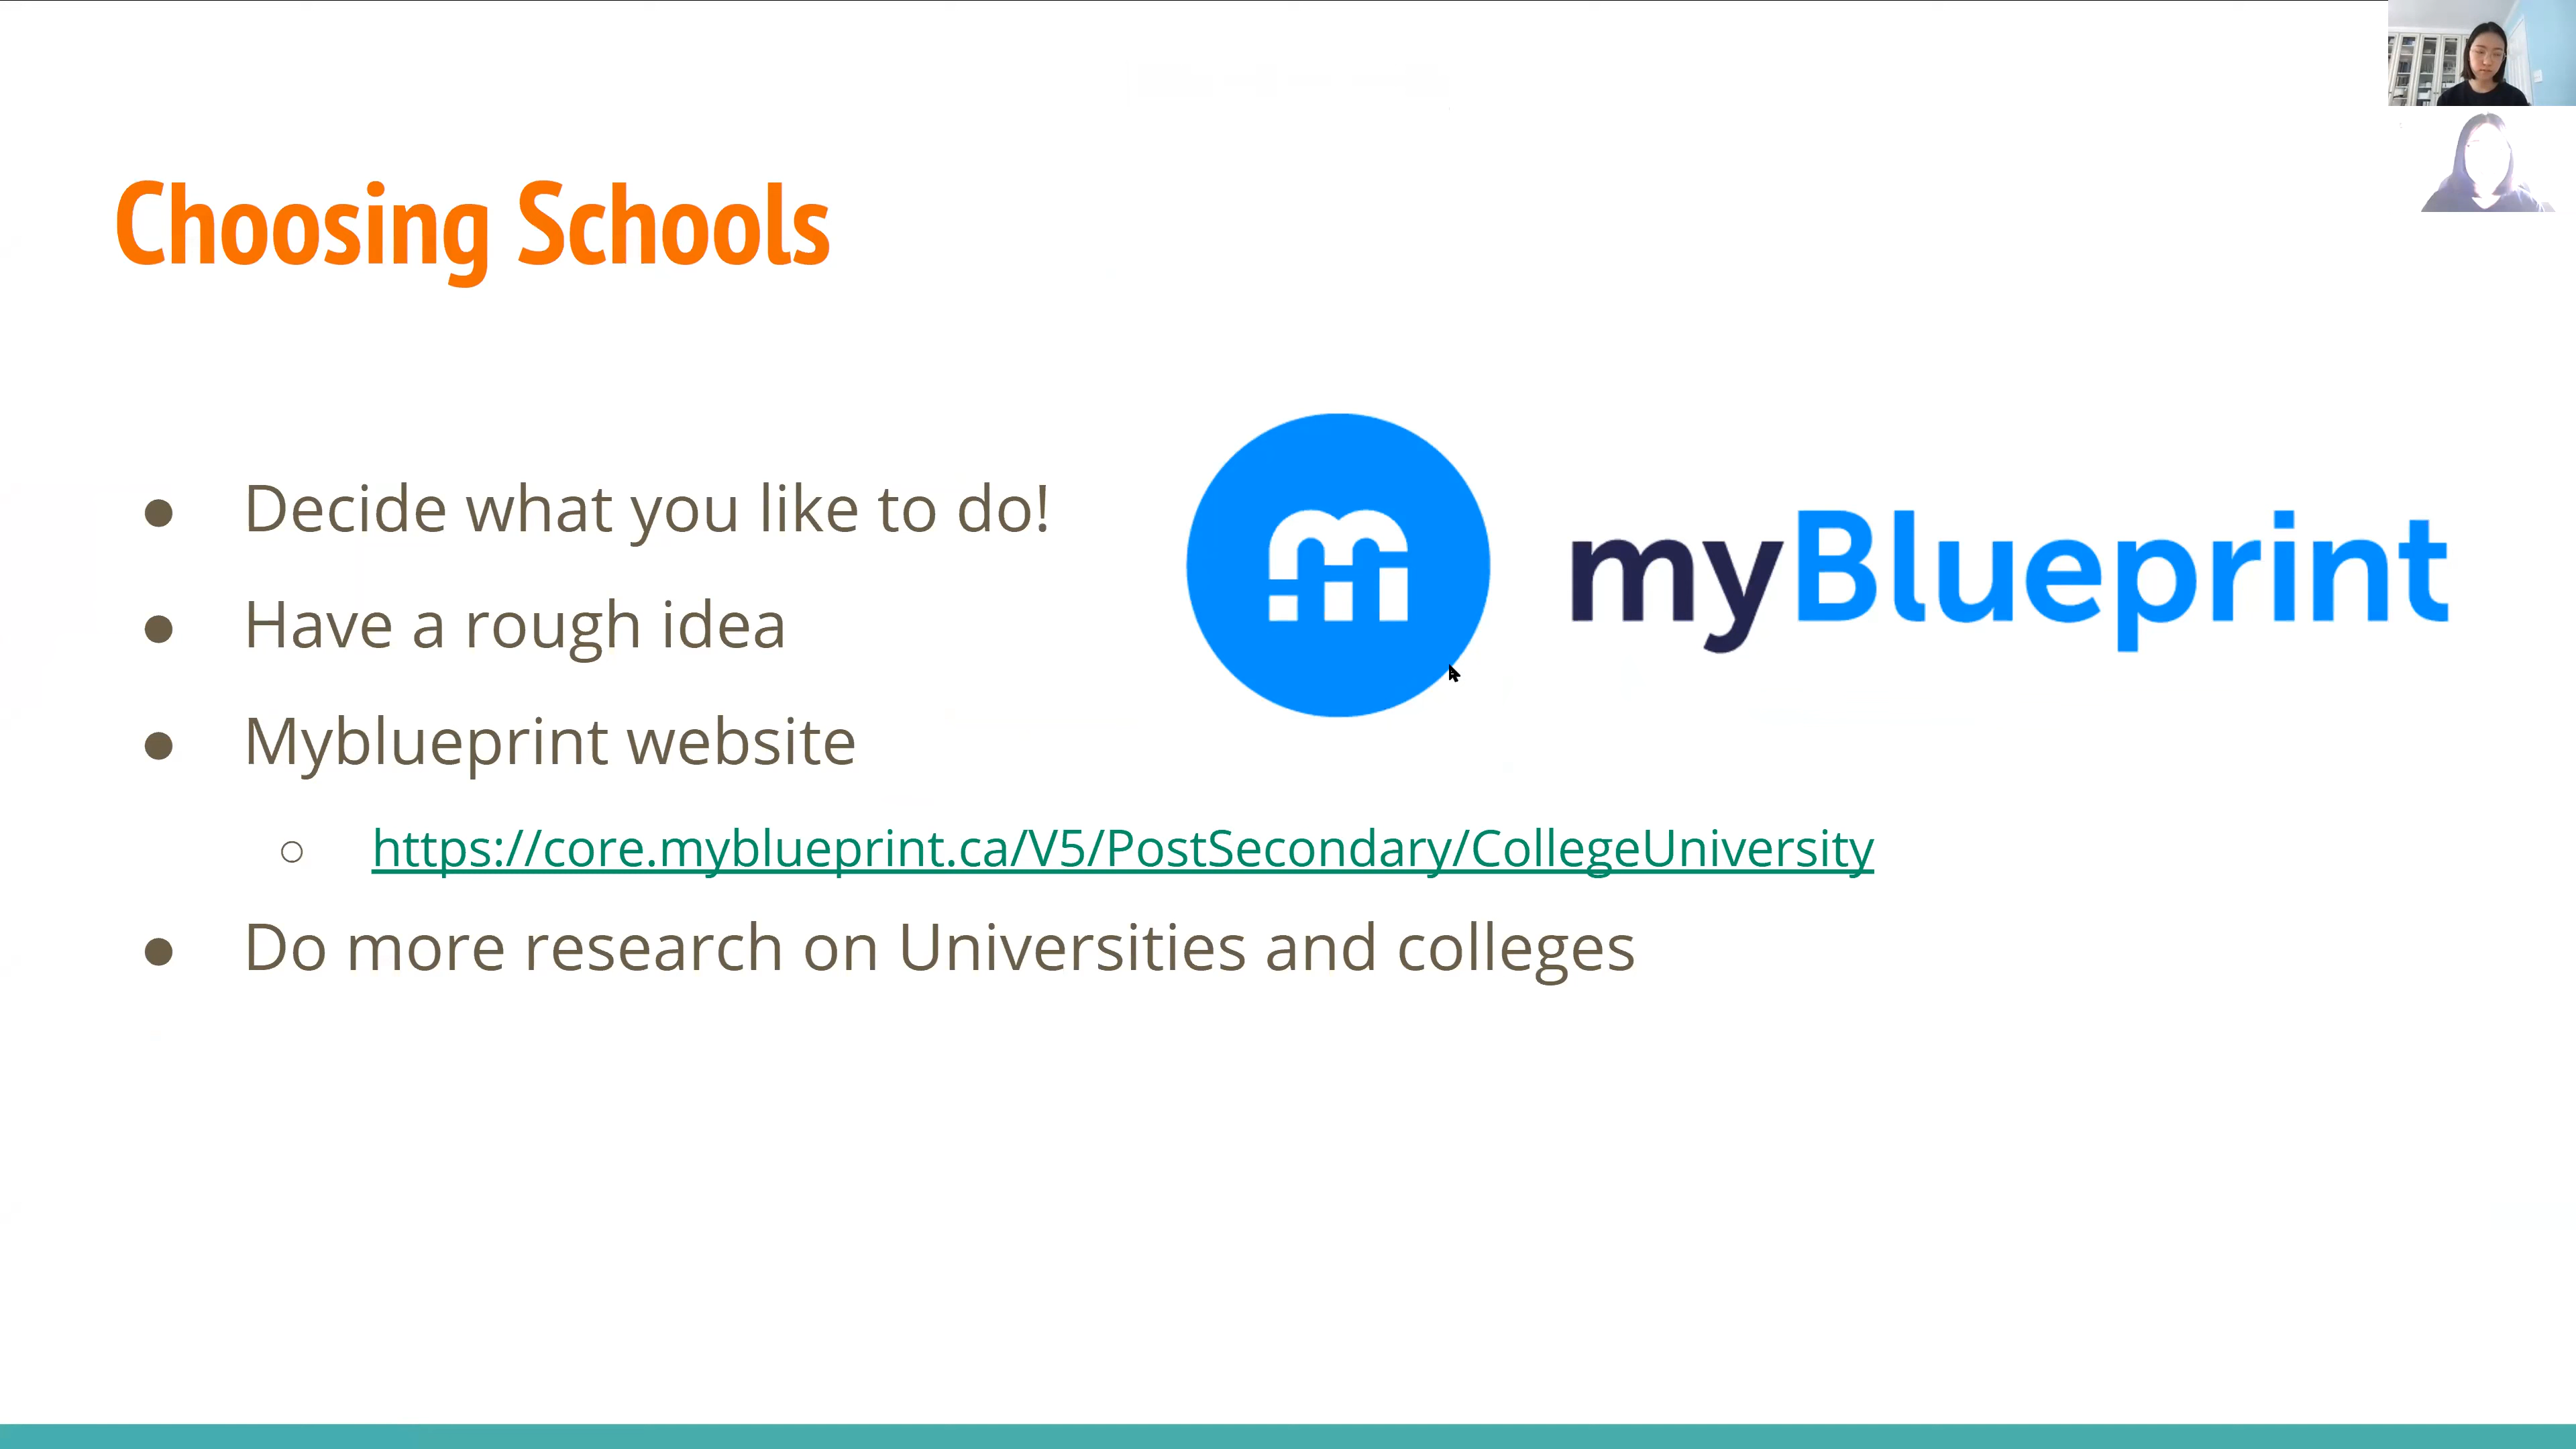 Choosing Schools
Decide what you like to do!
Have a rough idea
Myblueprint website
https://core.myblueprint.ca/V5/PostSecondary/CollegeUniversity
Do more research on Universities and colleges
myBlueprint